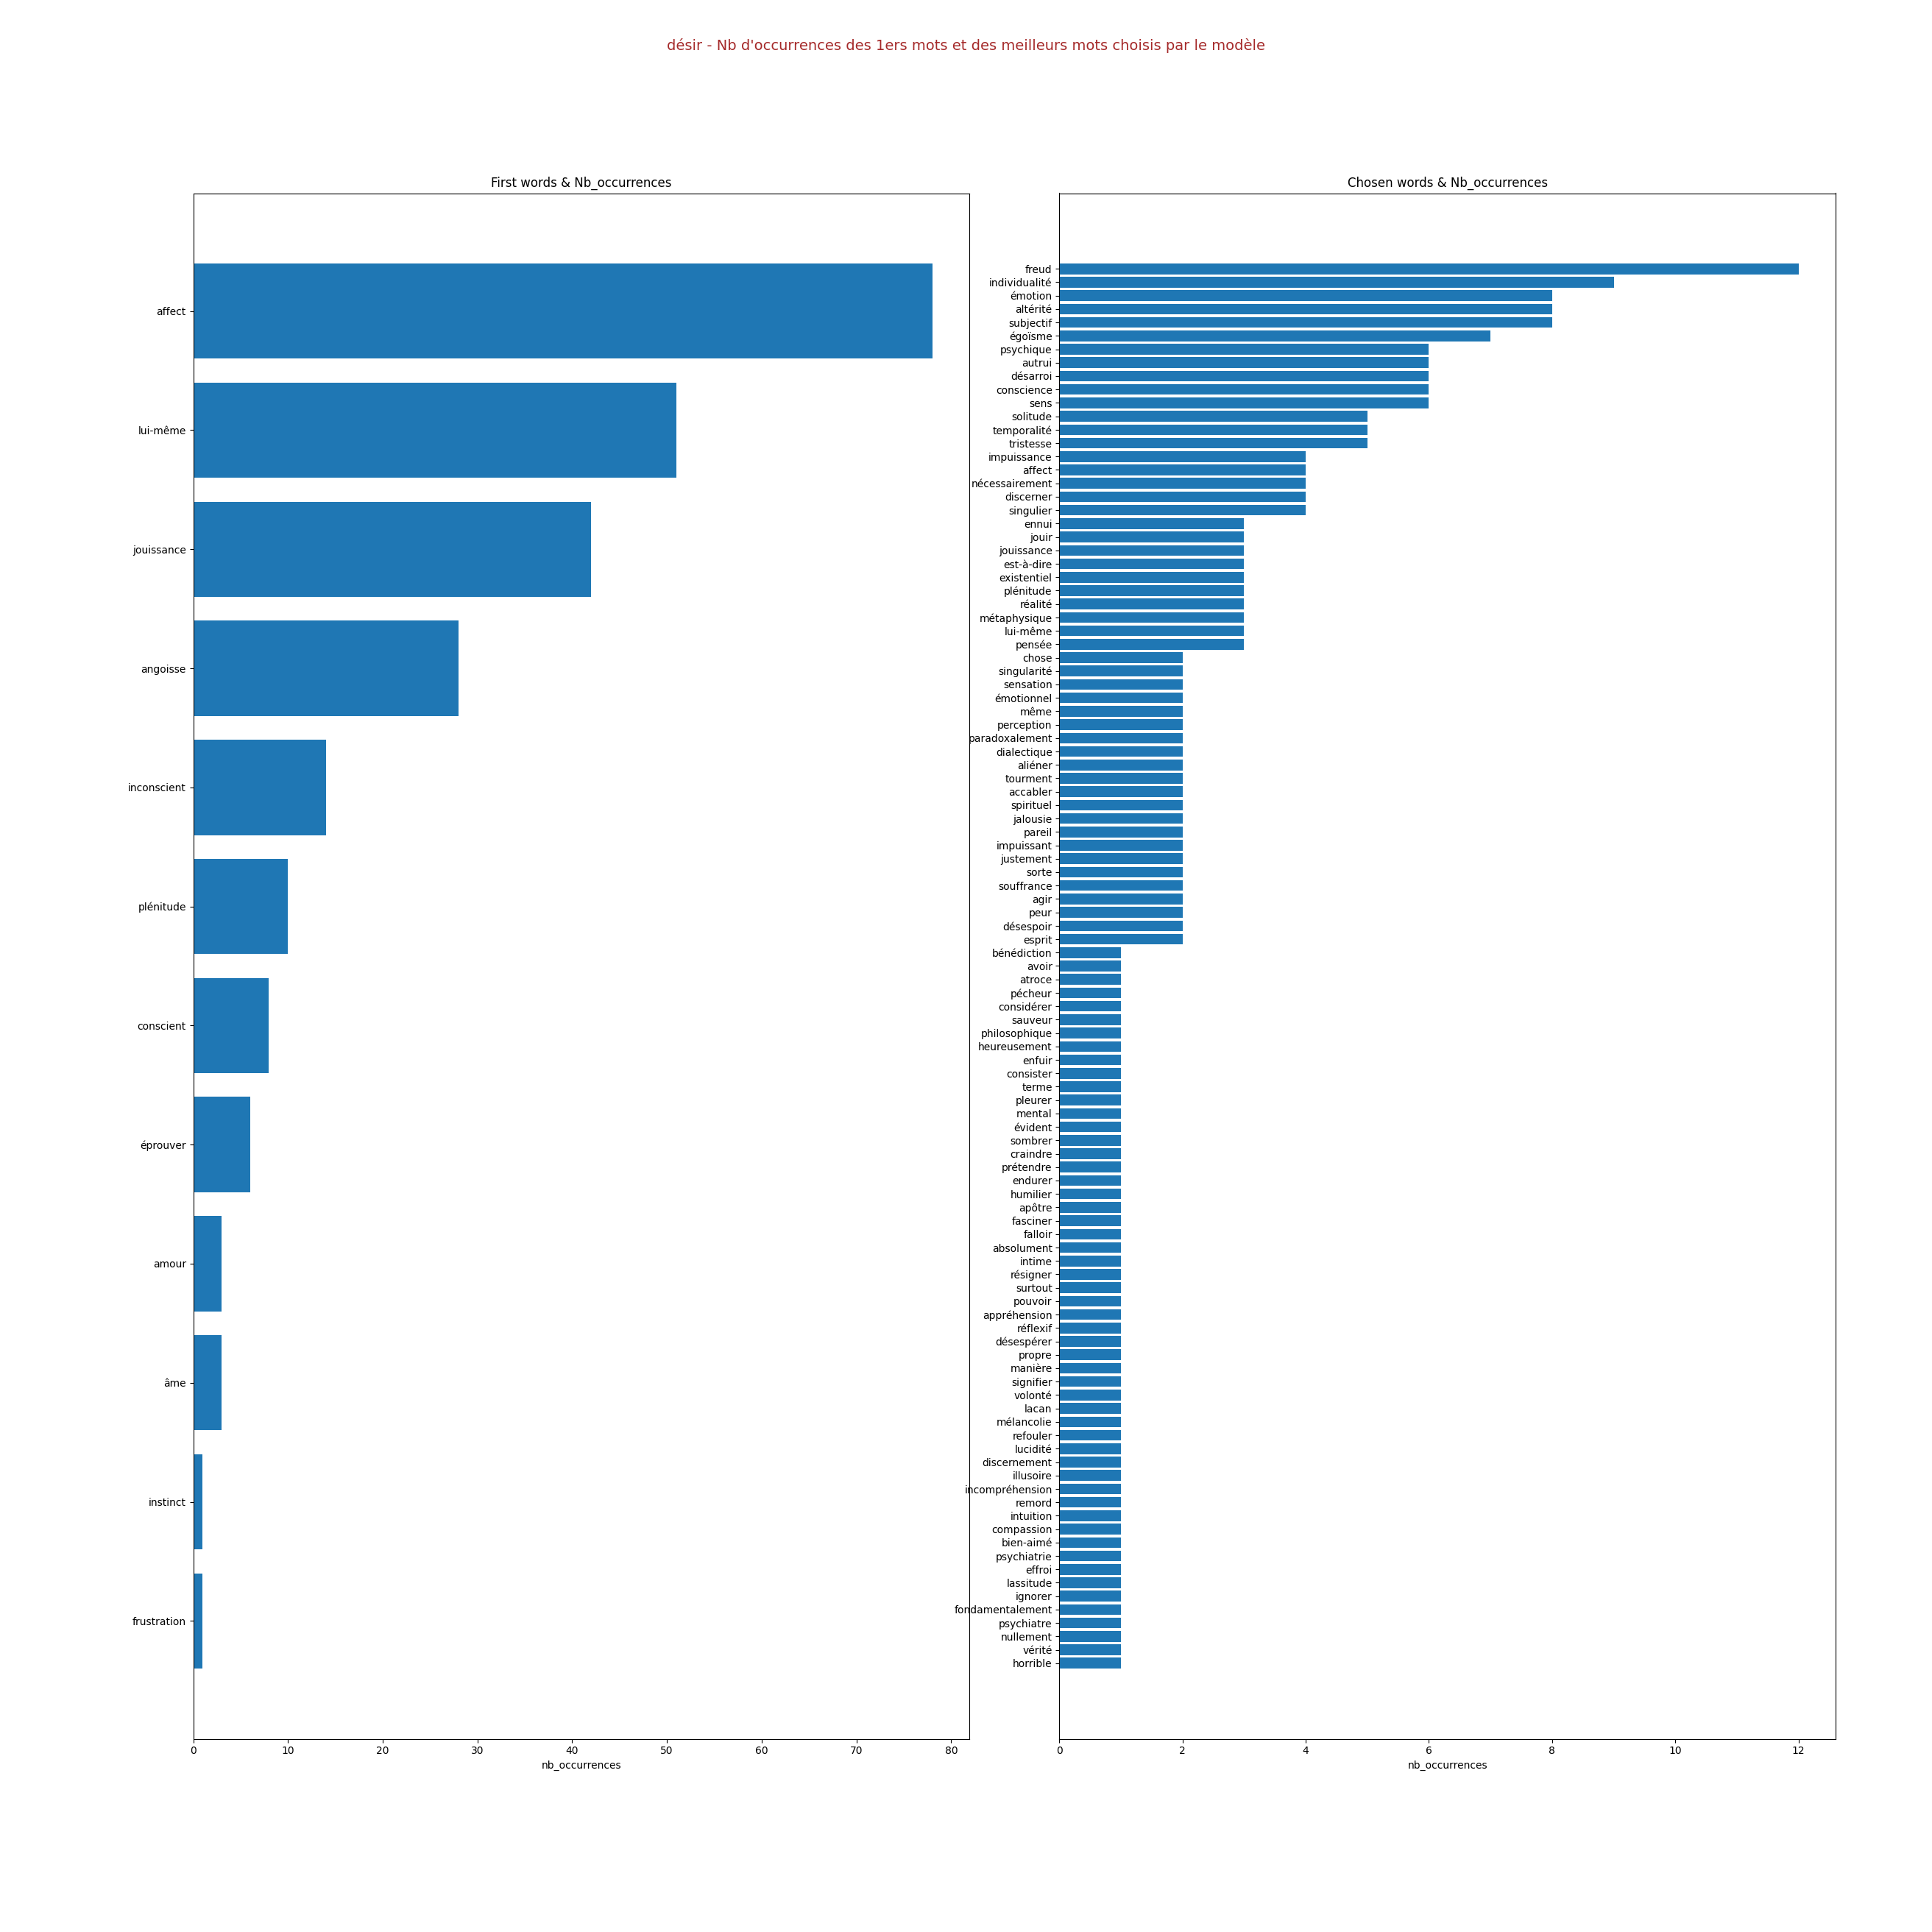 désir - Nb d'occurrences des 1ers mots et des meilleurs mots choisis par le modèle
First words & Nb_occurrences
affect
lui-même
jouissance
angoisse
inconscient
plénitude
conscient
éprouver
amour
âme
instinct
frustration
0 10 20 30 40 50 60 70 80
nb_occurrences
Chosen words & Nb_occurrences
freud
individualité
émotion
altérité
subjectif
égoïsme
psychique
autrui
désarroi
conscience
sens
solitude
temporalité
tristesse
impuissance
affect
nécessairement
discerner
singulier
ennui
jouir
jouissance
est-à-dire
existentiel
plénitude
réalité
métaphysique
lui-même
pensée
chose
singularité
sensation
émotionnel
même
perception
paradoxalement
dialectique
aliéner
tourment
accabler
spirituel
jalousie
pareil
impuissant
justement
sorte
souffrance
agir
peur
désespoir
esprit
bénédiction
avoir
atroce
pécheur
considérer
sauveur
philosophique
heureusement
enfuir
consister
terme
pleurer
mental
évident
sombrer
craindre
prétendre
endurer
humilier
apôtre
fasciner
falloir
absolument
intime
résigner
surtout
pouvoir
appréhension
réflexif
désespérer
propre
manière
signifier
volonté
lacan
mélancolie
refouler
lucidité
discernement
illusoire
incompréhension
remord
intuition
compassion
bien-aimé
psychiatrie
effroi
lassitude
ignorer
fondamentalement
psychiatre
nullement
vérité
horrible
0 2 4 6 8 10 12
nb_occurrences